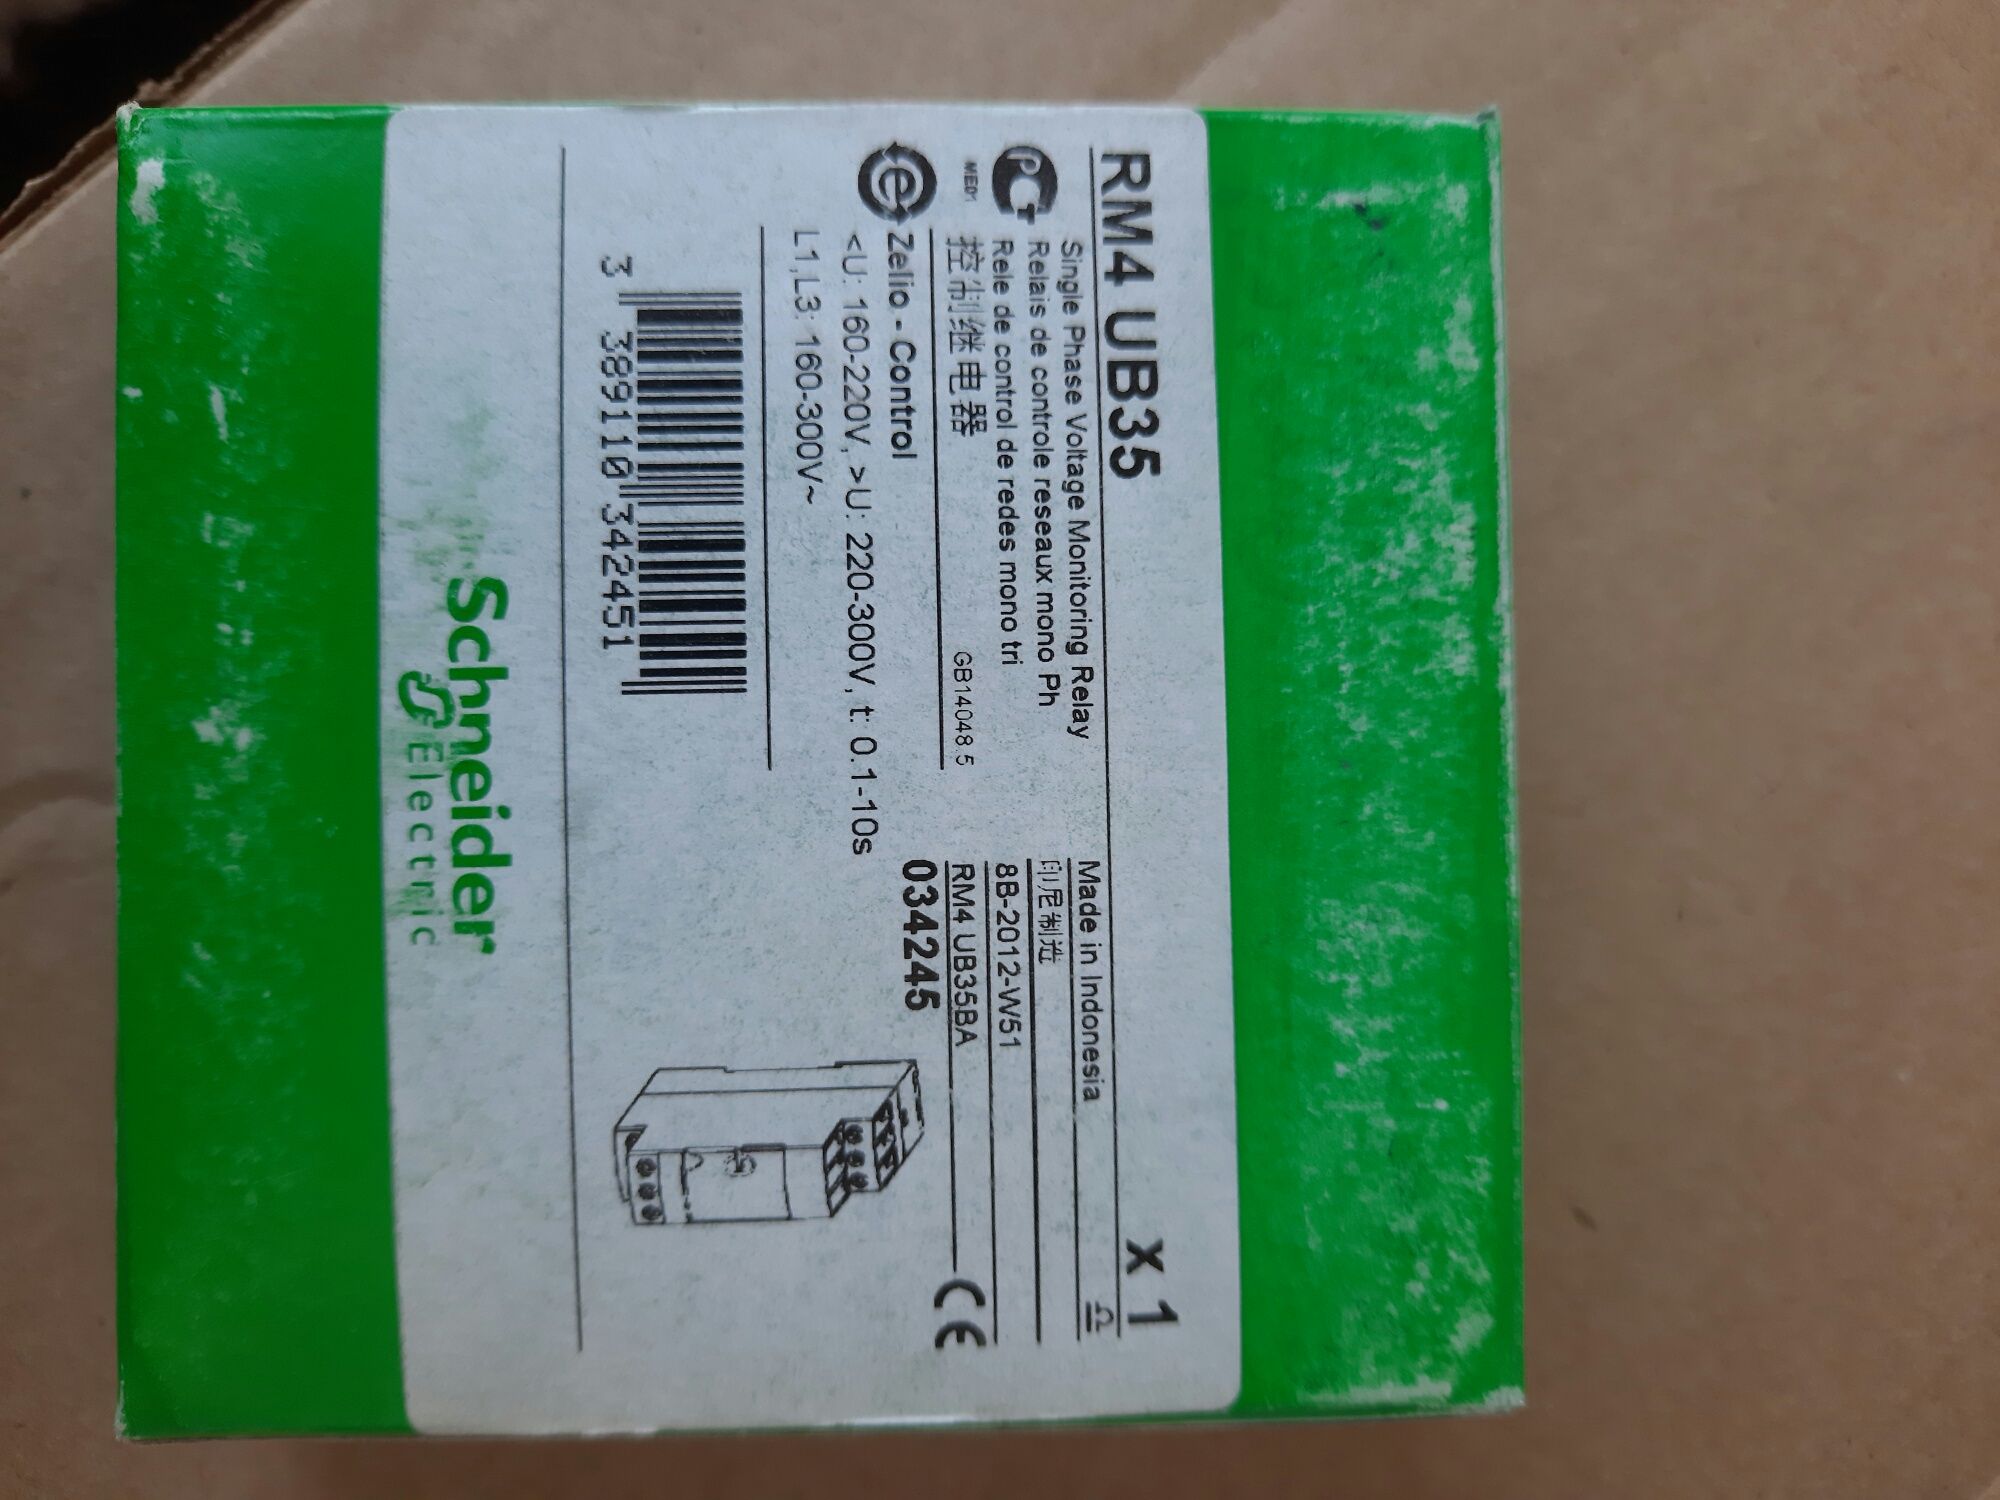 RM4 UB35
x 1
Single Phase Voltage Monitoring Relay
Relais de controle reseaux mono Ph
Rele de control de redes mono tri
控制继电器
GB14048.5
PCT
ME01
Made in Indonesia
印尼制造
8B-2012-W51
RM4 UB35BA
034245
CE
e
Zelio - Control
<U: 160-220V, >U: 220-300V, t: 0.1-10s
L1,L3: 160-300V~
3 389110 342451
Schneider
Electric